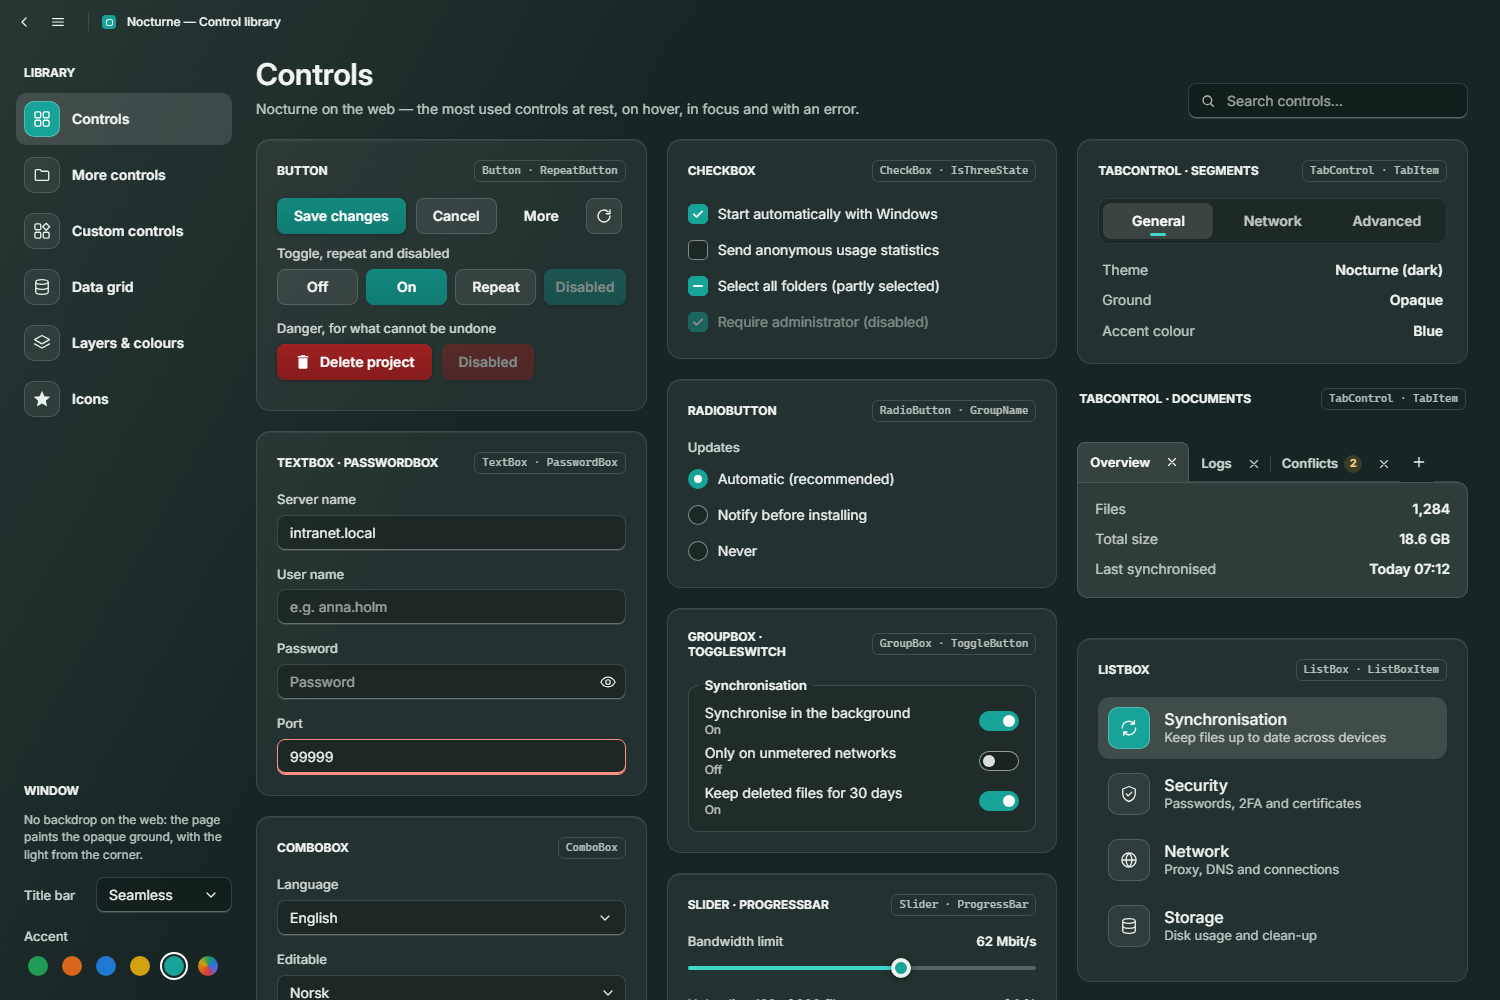 Nocturne — Control library
LIBRARY
Controls
More controls
Custom controls
Data grid
Layers & colours
Icons
WINDOW
No backdrop on the web: the page
paints the opaque ground, with the
light from the corner.
Title bar
Seamless
Accent
Controls
Nocturne on the web — the most used controls at rest, on hover, in focus and with an error.
Search controls...
BUTTON
Button · RepeatButton
Save changes
Cancel
More
Toggle, repeat and disabled
Off
On
Repeat
Disabled
Danger, for what cannot be undone
Delete project
Disabled
TEXTBOX · PASSWORDBOX
TextBox · PasswordBox
Server name
intranet.local
User name
e.g. anna.holm
Password
Password
Port
99999
COMBOBOX
ComboBox
Language
English
Editable
Norsk
CHECKBOX
CheckBox · IsThreeState
Start automatically with Windows
Send anonymous usage statistics
Select all folders (partly selected)
Require administrator (disabled)
RADIOBUTTON
RadioButton · GroupName
Updates
Automatic (recommended)
Notify before installing
Never
GROUPBOX ·
TOGGLESWITCH
GroupBox · ToggleButton
Synchronisation
Synchronise in the background
On
Only on unmetered networks
Off
Keep deleted files for 30 days
On
SLIDER · PROGRESSBAR
Slider · ProgressBar
Bandwidth limit
62 Mbit/s
TABCONTROL · SEGMENTS
TabControl · TabItem
General
Network
Advanced
Theme
Nocturne (dark)
Ground
Opaque
Accent colour
Blue
TABCONTROL · DOCUMENTS
TabControl · TabItem
Overview
Logs
Conflicts
2
Files
1,284
Total size
18.6 GB
Last synchronised
Today 07:12
LISTBOX
ListBox · ListBoxItem
Synchronisation
Keep files up to date across devices
Security
Passwords, 2FA and certificates
Network
Proxy, DNS and connections
Storage
Disk usage and clean-up